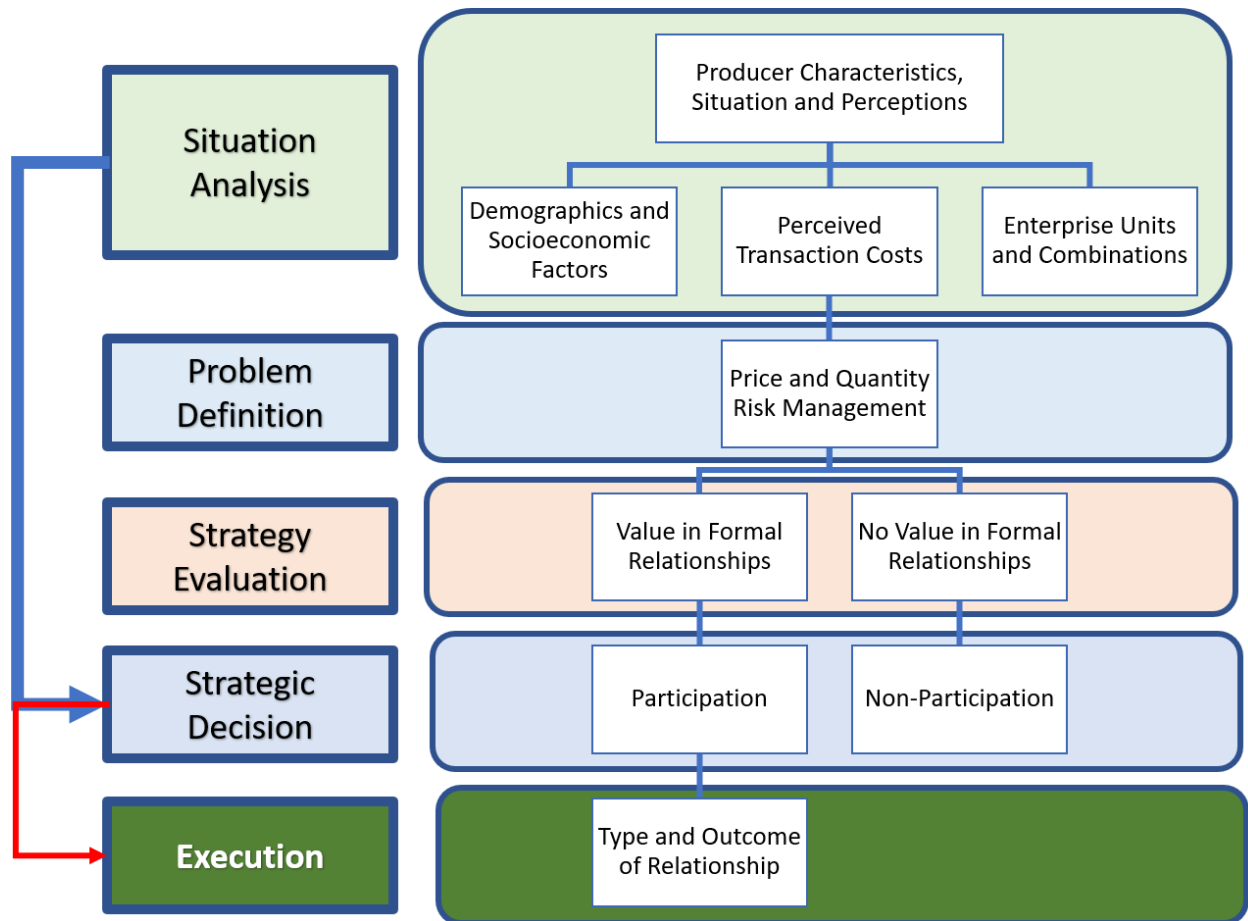 Situation
Analysis
Producer Characteristics,
Situation and Perceptions
Demographics and
Socioeconomic
Factors
Perceived
Transaction Costs
Enterprise Units
and Combinations
Problem
Definition
Price and Quantity
Risk Management
Strategy
Evaluation
Value in Formal
Relationships
No Value in Formal
Relationships
Strategic
Decision
Participation
Non-Participation
Execution
Type and Outcome
of Relationship